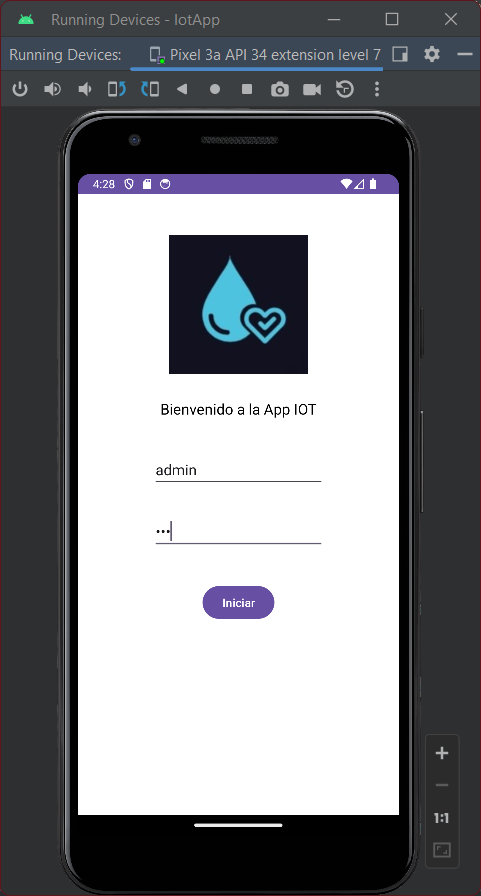 Running Devices - IotApp
Running Devices: Pixel 3a API 34 extension level 7
4:28
Bienvenido a la App IOT
admin
•••
Iniciar
1:1